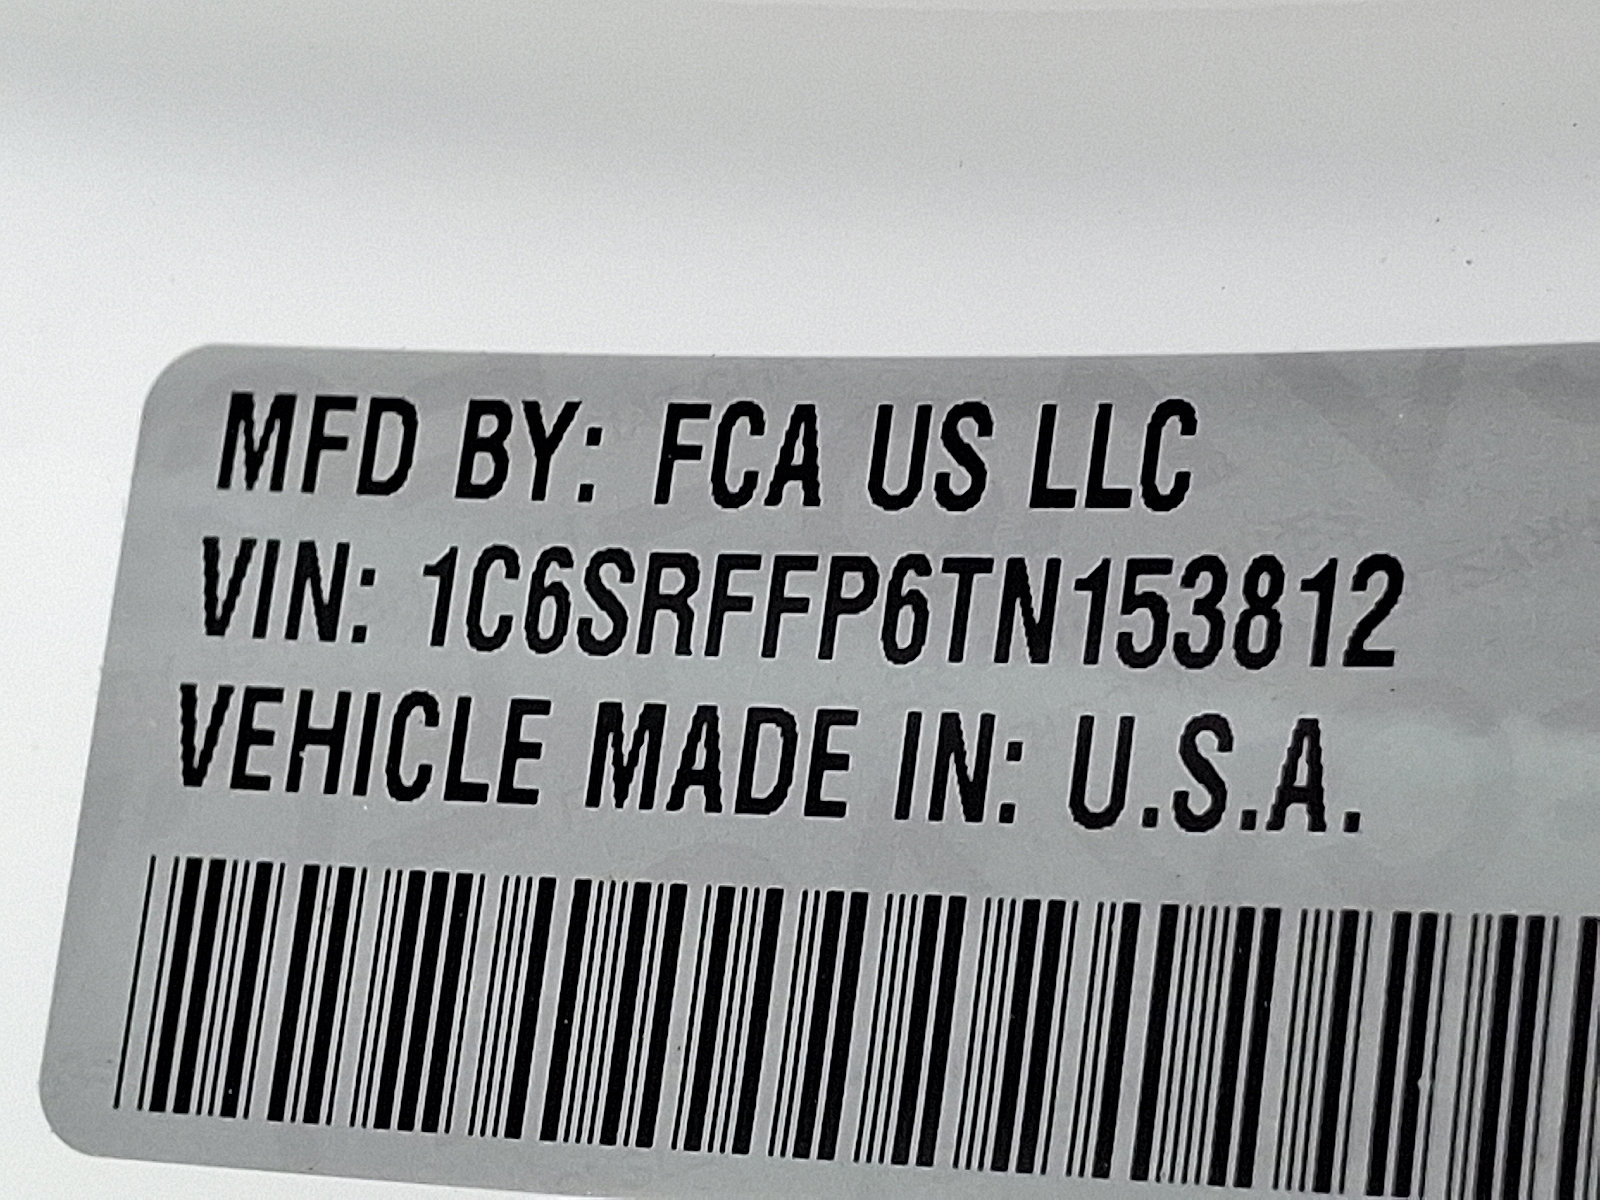 MFD BY: FCA US LLC
VIN: 1C6SRFFP6TN153812
VEHICLE MADE IN: U.S.A.